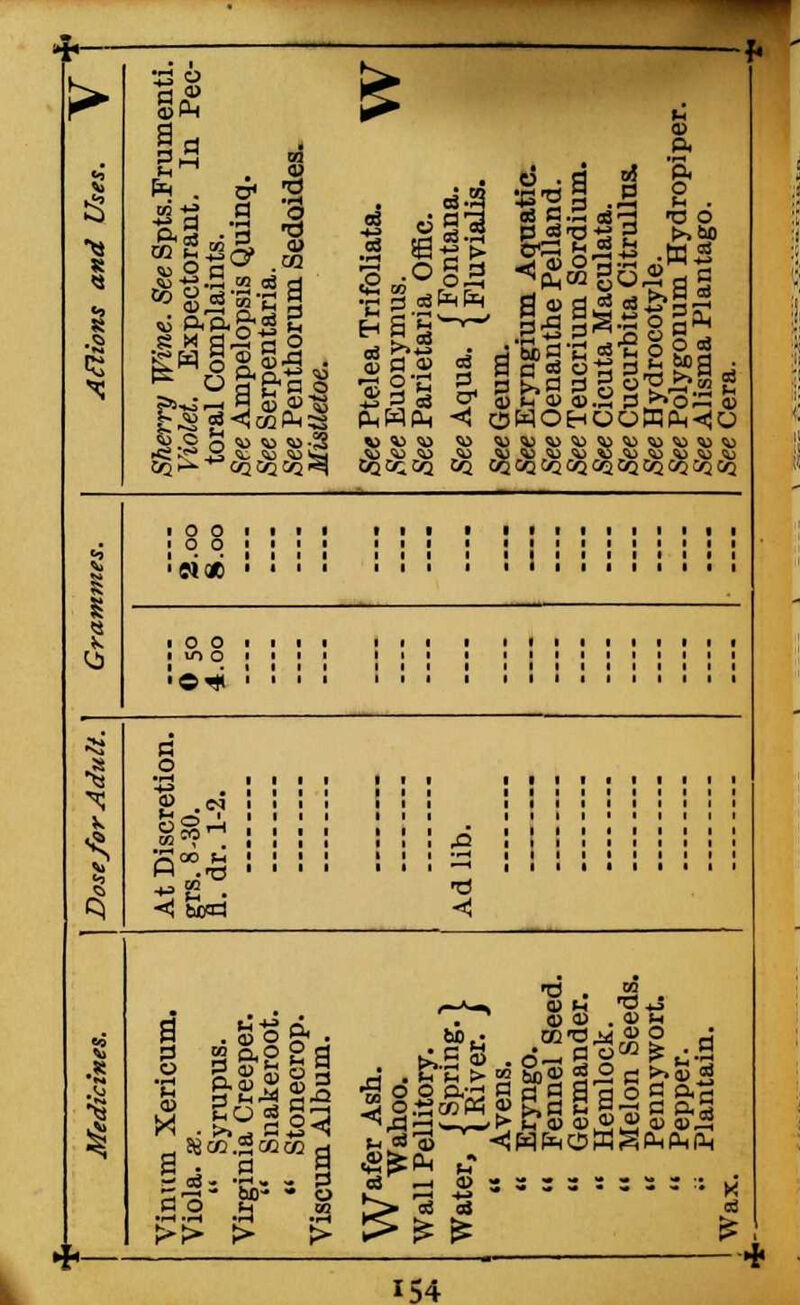 Medicines. Dose for Adult. Grammes. Actions and Uses. V
Vinum Xericum. At Discretion. .... .... Sherry Wine. See Spts. Frumenti.
Viola. æ. grs. 8-30. 0 50 2.00 Violet. Expectorant. In Pec-
" Syrupus. fl. dr. 1-2. 4.00 8.00 toral Complaints.
Virginia Creeper. ........ .... .... See Ampelopsis Quinq.
" Snakeroot. ........ .... .... See Serpentaria.
" Stonecrop. ........ .... .... See Penthorum Sedoides.
Viscum Album. ........ .... .... Mistletoe.
W
Wafer Ash. ........ .... .... See Ptelea Trifoliata.
Wahoo. ........ .... .... See Euonymus.
Wall Pellitory. ........ .... .... See Parietaria Offic.
Water, {Spring. River.} Ad lib. .... .... See Aqua. {Fontana. Fluvialis.
" Avens. ........ .... .... See Geum.
" Eryngo. ........ .... .... See Eryngium Aquatic.
" Fennel Seed. ........ .... .... See Oenanthe Pelland.
" Germander. ........ .... .... See Teucrium Sordium.
" Hemlock. ........ .... .... See Cicuta Maculata.
" Melon Seeds. ........ .... .... See Cucurbita Citrullus.
" Pennywort. ........ .... .... See Hydrocotyle.
" Pepper. ........ .... .... See Polygonum Hydropiper.
" Plantain. ........ .... .... See Alisma Plantago.
Wax. ........ .... .... See Cera.
154